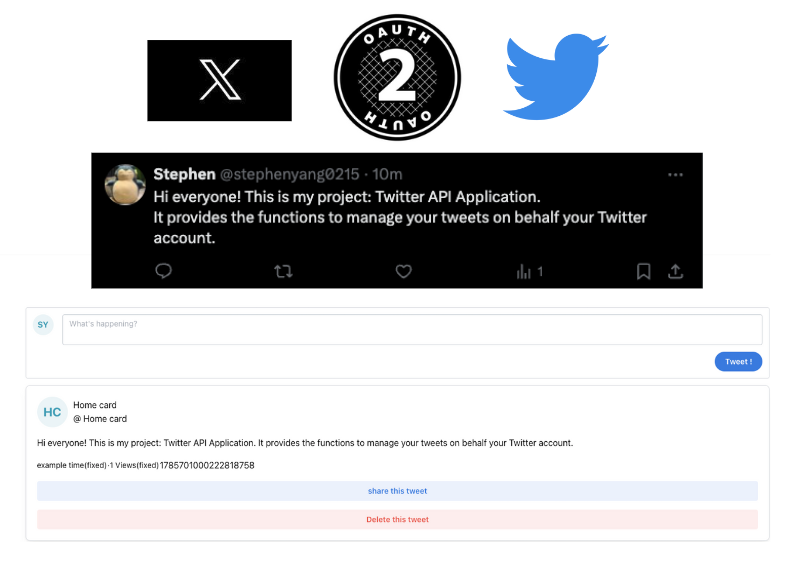 X
OAUTH
2
OAUTH
Stephen @stephenyang0215 · 10m
Hi everyone! This is my project: Twitter API Application.
It provides the functions to manage your tweets on behalf your Twitter
account.
1
SY
What's happening?
Tweet !
HC
Home card
@ Home card
Hi everyone! This is my project: Twitter API Application. It provides the functions to manage your tweets on behalf your Twitter account.
example time(fixed)·1 Views(fixed)1785701000222818758
share this tweet
Delete this tweet